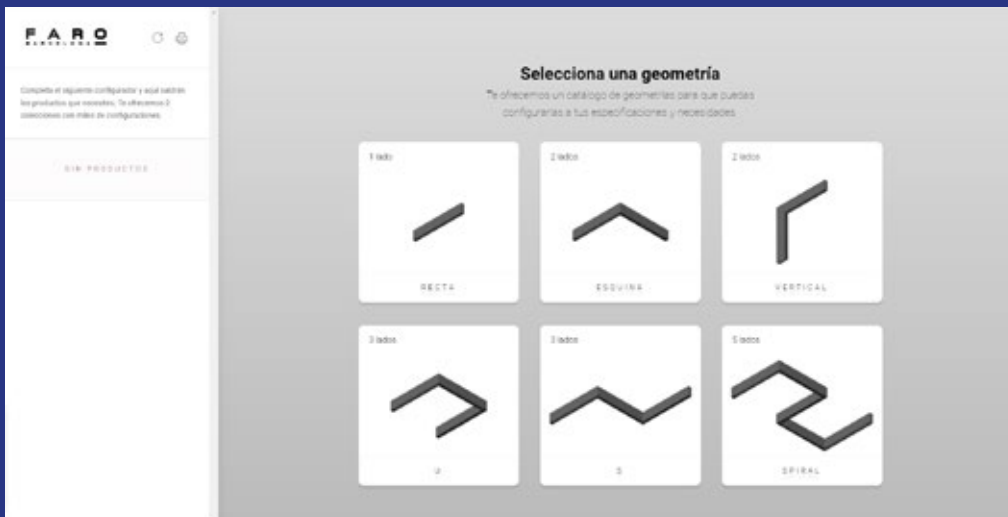 FARO
BARCELONA
Completa el siguiente configurador y aquí saldrán
los productos que necesites. Te ofrecemos 2
colecciones con miles de configuraciones.
SIN PRODUCTOS
Selecciona una geometría
Te ofrecemos un catálogo de geometrías para que puedas
configurarlas a tus especificaciones y necesidades
1 lado
RECTA
2 lados
ESQUINA
2 lados
VERTICAL
3 lados
U
3 lados
S
5 lados
SPIRAL